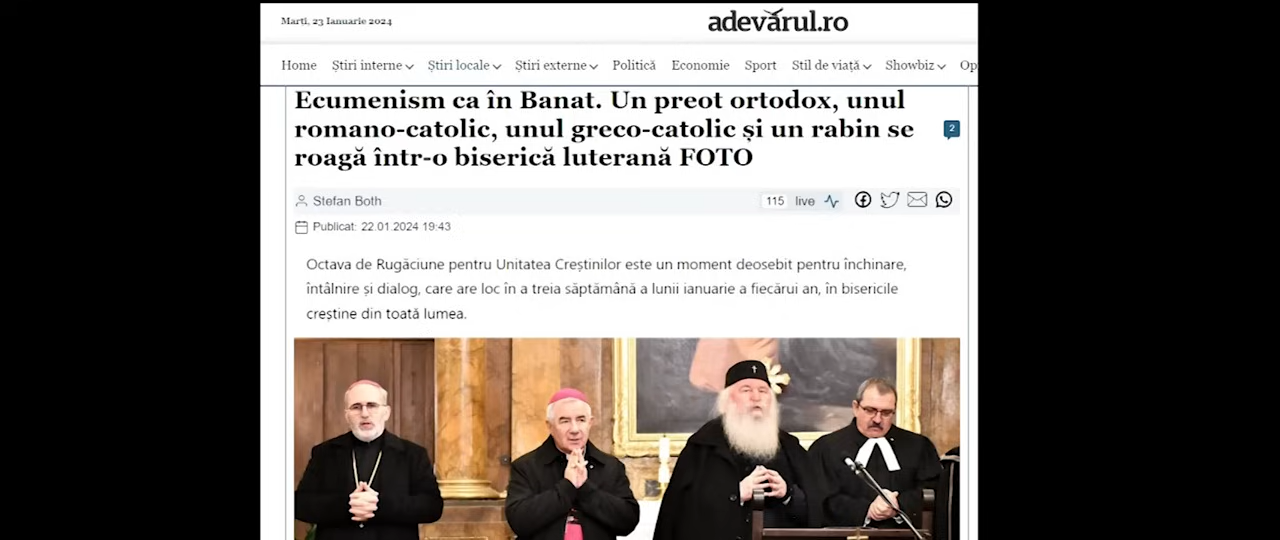 Marți, 23 Ianuarie 2024
adevărul.ro
Home Știri interne Știri locale Știri externe Politică Economie Sport Stil de viață Showbiz Op
Ecumenism ca în Banat. Un preot ortodox, unul
romano-catolic, unul greco-catolic și un rabin se
roagă într-o biserică luterană FOTO
2
Stefan Both
115 live
Publicat: 22.01.2024 19:43
Octava de Rugăciune pentru Unitatea Creștinilor este un moment deosebit pentru închinare,
întâlnire și dialog, care are loc în a treia săptămână a lunii ianuarie a fiecărui an, în bisericile
creștine din toată lumea.